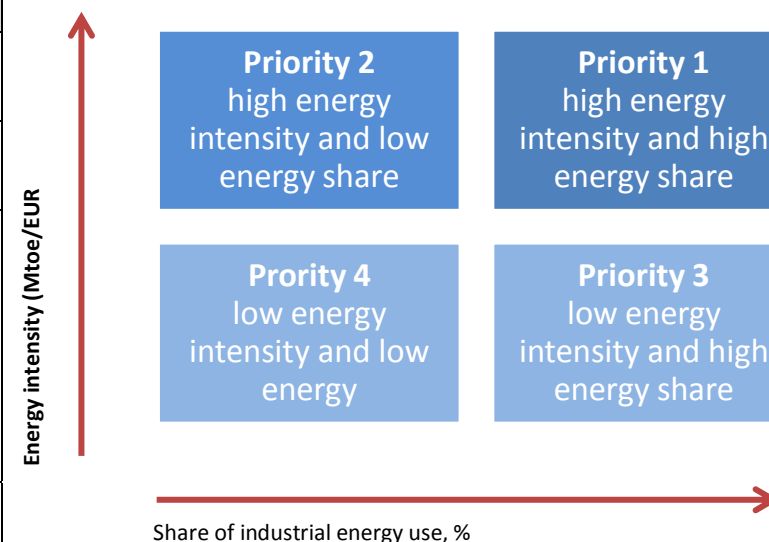 Priority 2
high energy
intensity and low
energy share
Priority 1
high energy
intensity and high
energy share
Prority 4
low energy
intensity and low
energy
Priority 3
low energy
intensity and high
energy share
Energy intensity (Mtoe/EUR
Share of industrial energy use, %